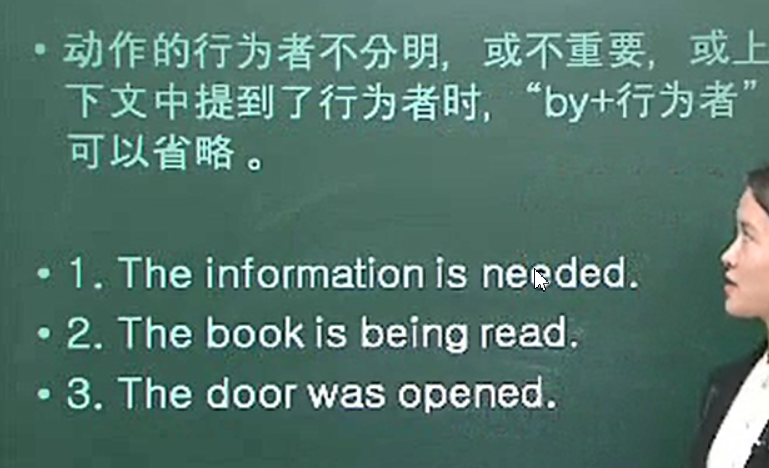 • 动作的行为者不分明, 或不重要, 或上
下文中提到了行为者时, “by+行为者”
可以省略。
• 1. The information is needed.
• 2. The book is being read.
• 3. The door was opened.